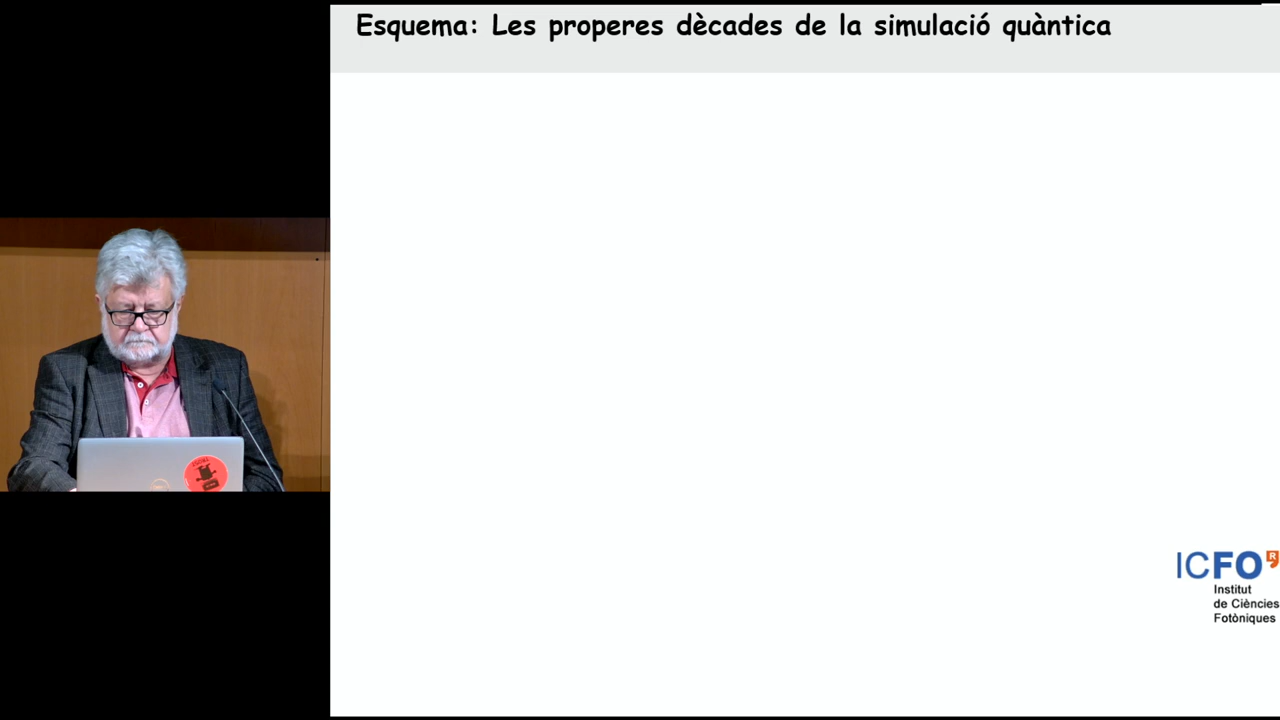 Esquema: Les properes dècades de la simulació quàntica
ICFO
R
Institut
de Ciències
Fotòniques